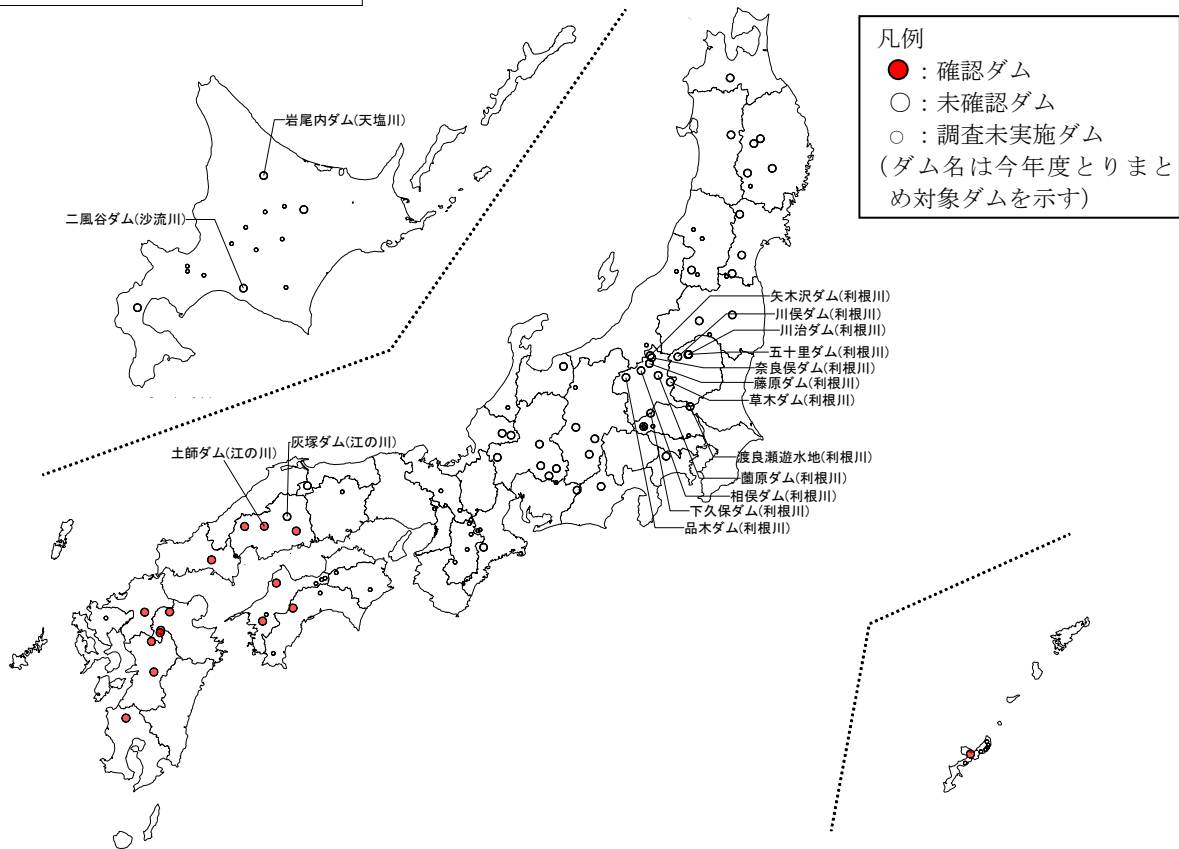 凡例
：確認ダム
：未確認ダム
：調査未実施ダム
(ダム名は今年度とりまと
め対象ダムを示す)
岩尾内ダム(天塩川)
二風谷ダム(沙流川)
矢木沢ダム(利根川)
川俣ダム(利根川)
川治ダム(利根川)
五十里ダム(利根川)
奈良俣ダム(利根川)
藤原ダム(利根川)
草木ダム(利根川)
灰塚ダム(江の川)
土師ダム(江の川)
渡良瀬遊水地(利根川)
薗原ダム(利根川)
相俣ダム(利根川)
下久保ダム(利根川)
品木ダム(利根川)